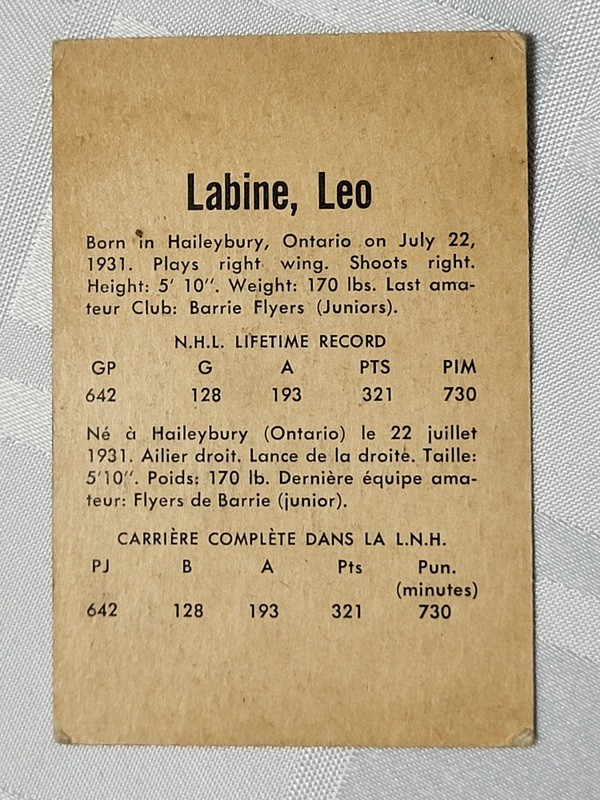 Labine, Leo
Born in Haileybury, Ontario on July 22,
1931. Plays right wing. Shoots right.
Height: 5' 10". Weight: 170 lbs. Last ama-
teur Club: Barrie Flyers (Juniors).
N.H.L. LIFETIME RECORD
GP G A PTS PIM
642 128 193 321 730
Né à Haileybury (Ontario) le 22 juillet
1931. Ailier droit. Lance de la droite. Taille:
5'10". Poids: 170 lb. Dernière équipe ama-
teur: Flyers de Barrie (junior).
CARRIÈRE COMPLÈTE DANS LA L.N.H.
PJ B A Pts Pun.
(minutes)
642 128 193 321 730